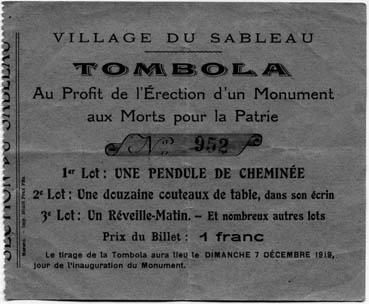 VILLAGE DU SABLEAU
TOMBOLA
Au Profit de l'Érection d'un Monument
aux Morts pour la Patrie
N° 952
1er Lot : UNE PENDULE DE CHEMINÉE
2e Lot : Une douzaine couteaux de table, dans son écrin
3e Lot : Un Réveille-Matin. – Et nombreux autres lots
Prix du Billet : 1 franc
Le tirage de la Tombola aura lieu le DIMANCHE 7 DÉCEMBRE 1919,
jour de l'inauguration du Monument.
SECTION DU SABLEAU